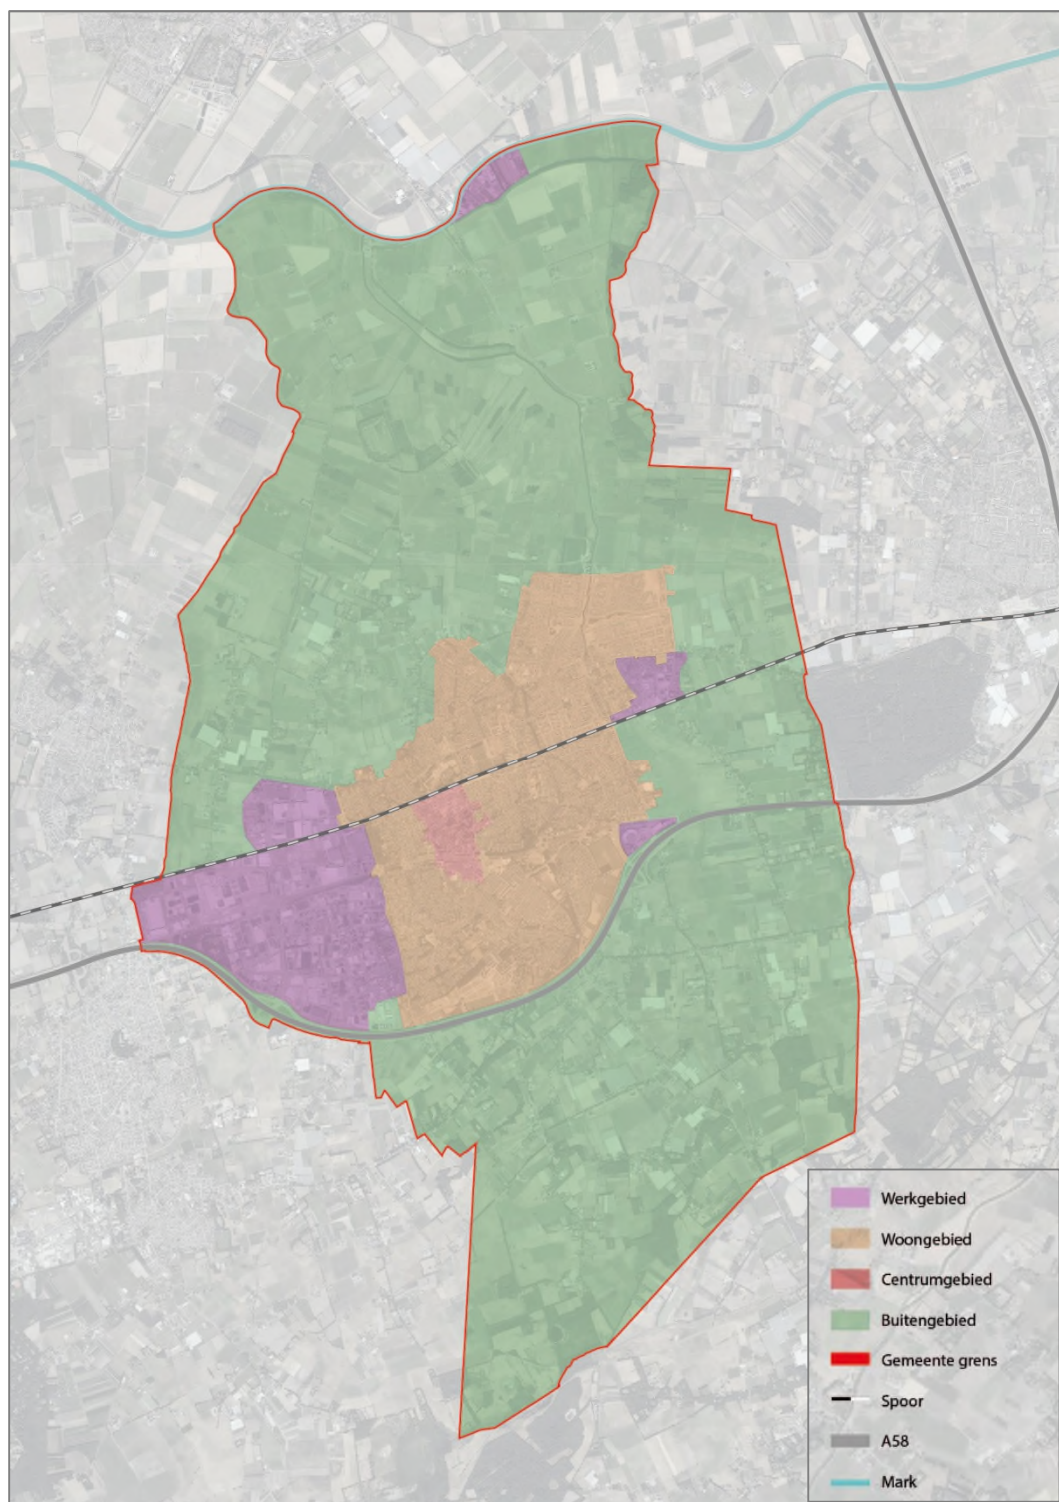 Werkgebied
Woongebied
Centrumgebied
Buitengebied
Gemeente grens
Spoor
A58
Mark